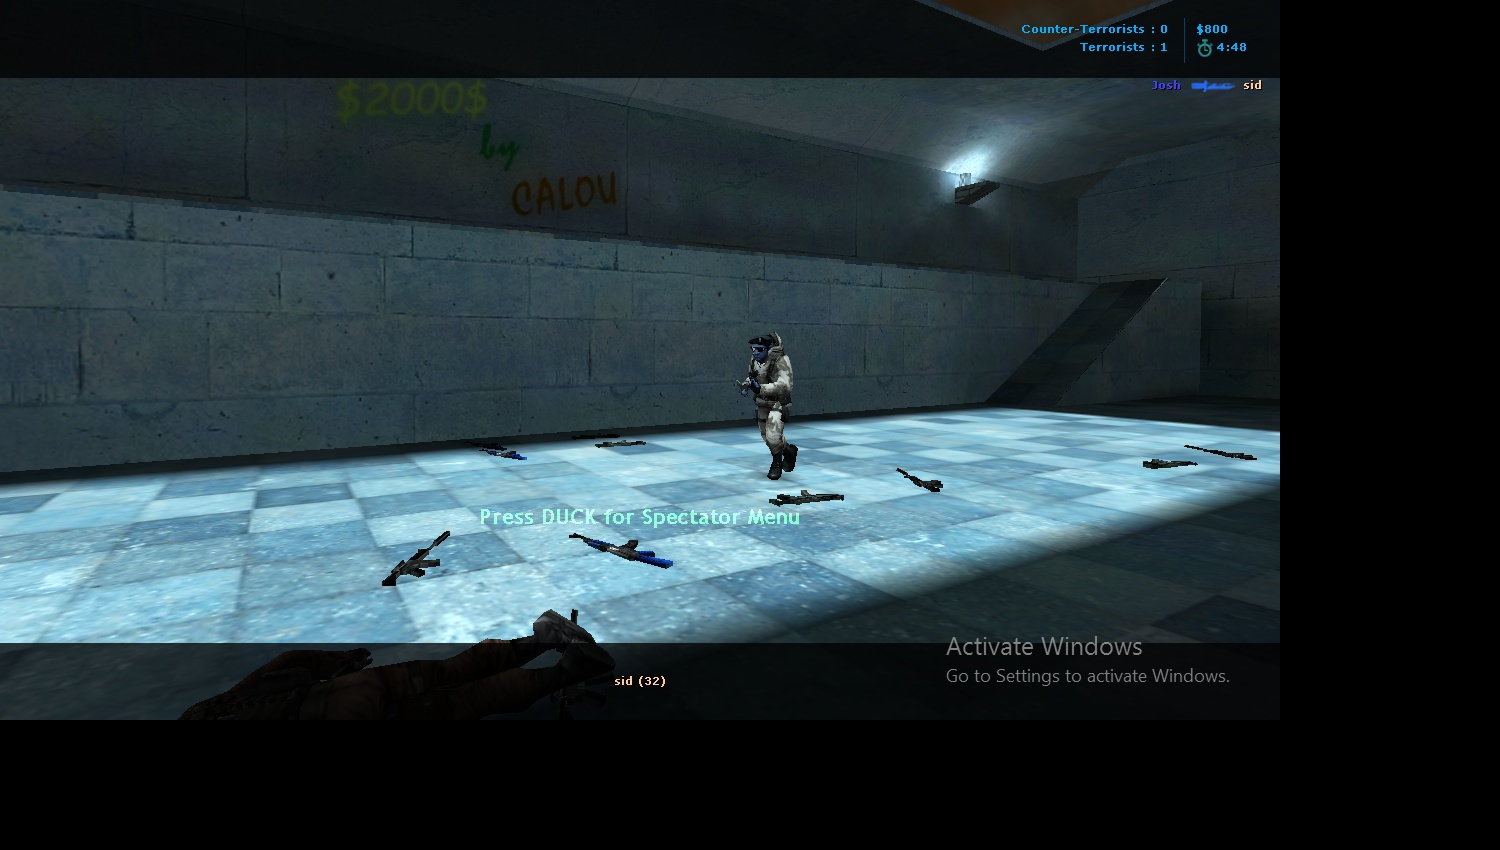 Counter-Terrorists : 0
$800
Terrorists : 1
4:48
Josh sid
$2000$
by
CALOU
Press DUCK for Spectator Menu
Activate Windows
Go to Settings to activate Windows.
sid (32)